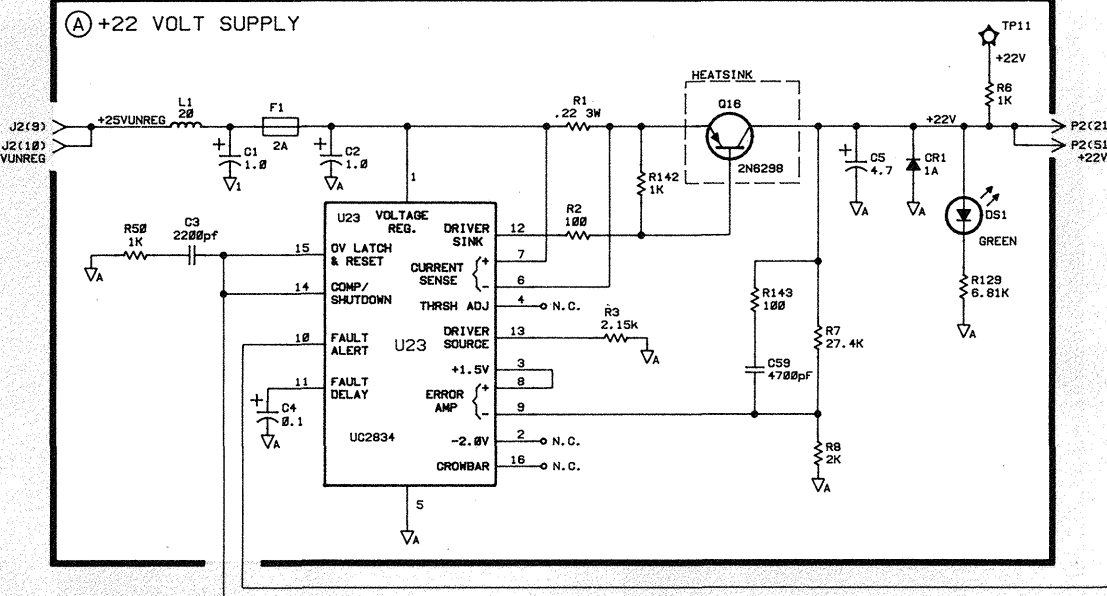 A +22 VOLT SUPPLY
TP11
+22V
R6
1K
HEATSINK
Q16
2N6298
L1
20
F1
2A
R1
.22 3W
J2(9)
J2(10)
VUNREG
+25VUNREG
+22V
P2(21
P2(51
+22V
C1
1.0
1
C2
1.0
A
1
R142
1K
C5
4.7
A
CR1
1A
A
DS1
GREEN
R129
6.81K
A
R50
1K
A
C3
2200pf
U23 VOLTAGE
REG.
DRIVER
SINK
12
R2
100
15
OV LATCH
& RESET
CURRENT
SENSE
+
-
7
6
14
COMP/
SHUTDOWN
THRSH ADJ
4
N.C.
R3
2.15k
A
10
FAULT
ALERT
U23
DRIVER
SOURCE
13
+1.5V
3
11
FAULT
DELAY
ERROR
AMP
+
-
8
9
C4
0.1
A
UC2834
-2.0V
2
N.C.
CROWBAR
16
N.C.
5
A
R143
100
C59
4700pF
R7
27.4K
R8
2K
A